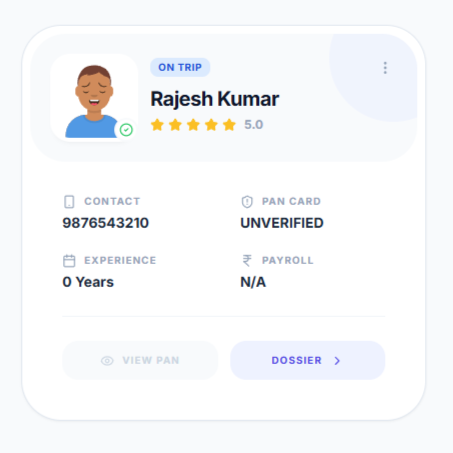 ON TRIP
Rajesh Kumar
5.0
CONTACT
9876543210
PAN CARD
UNVERIFIED
EXPERIENCE
0 Years
PAYROLL
N/A
VIEW PAN
DOSSIER